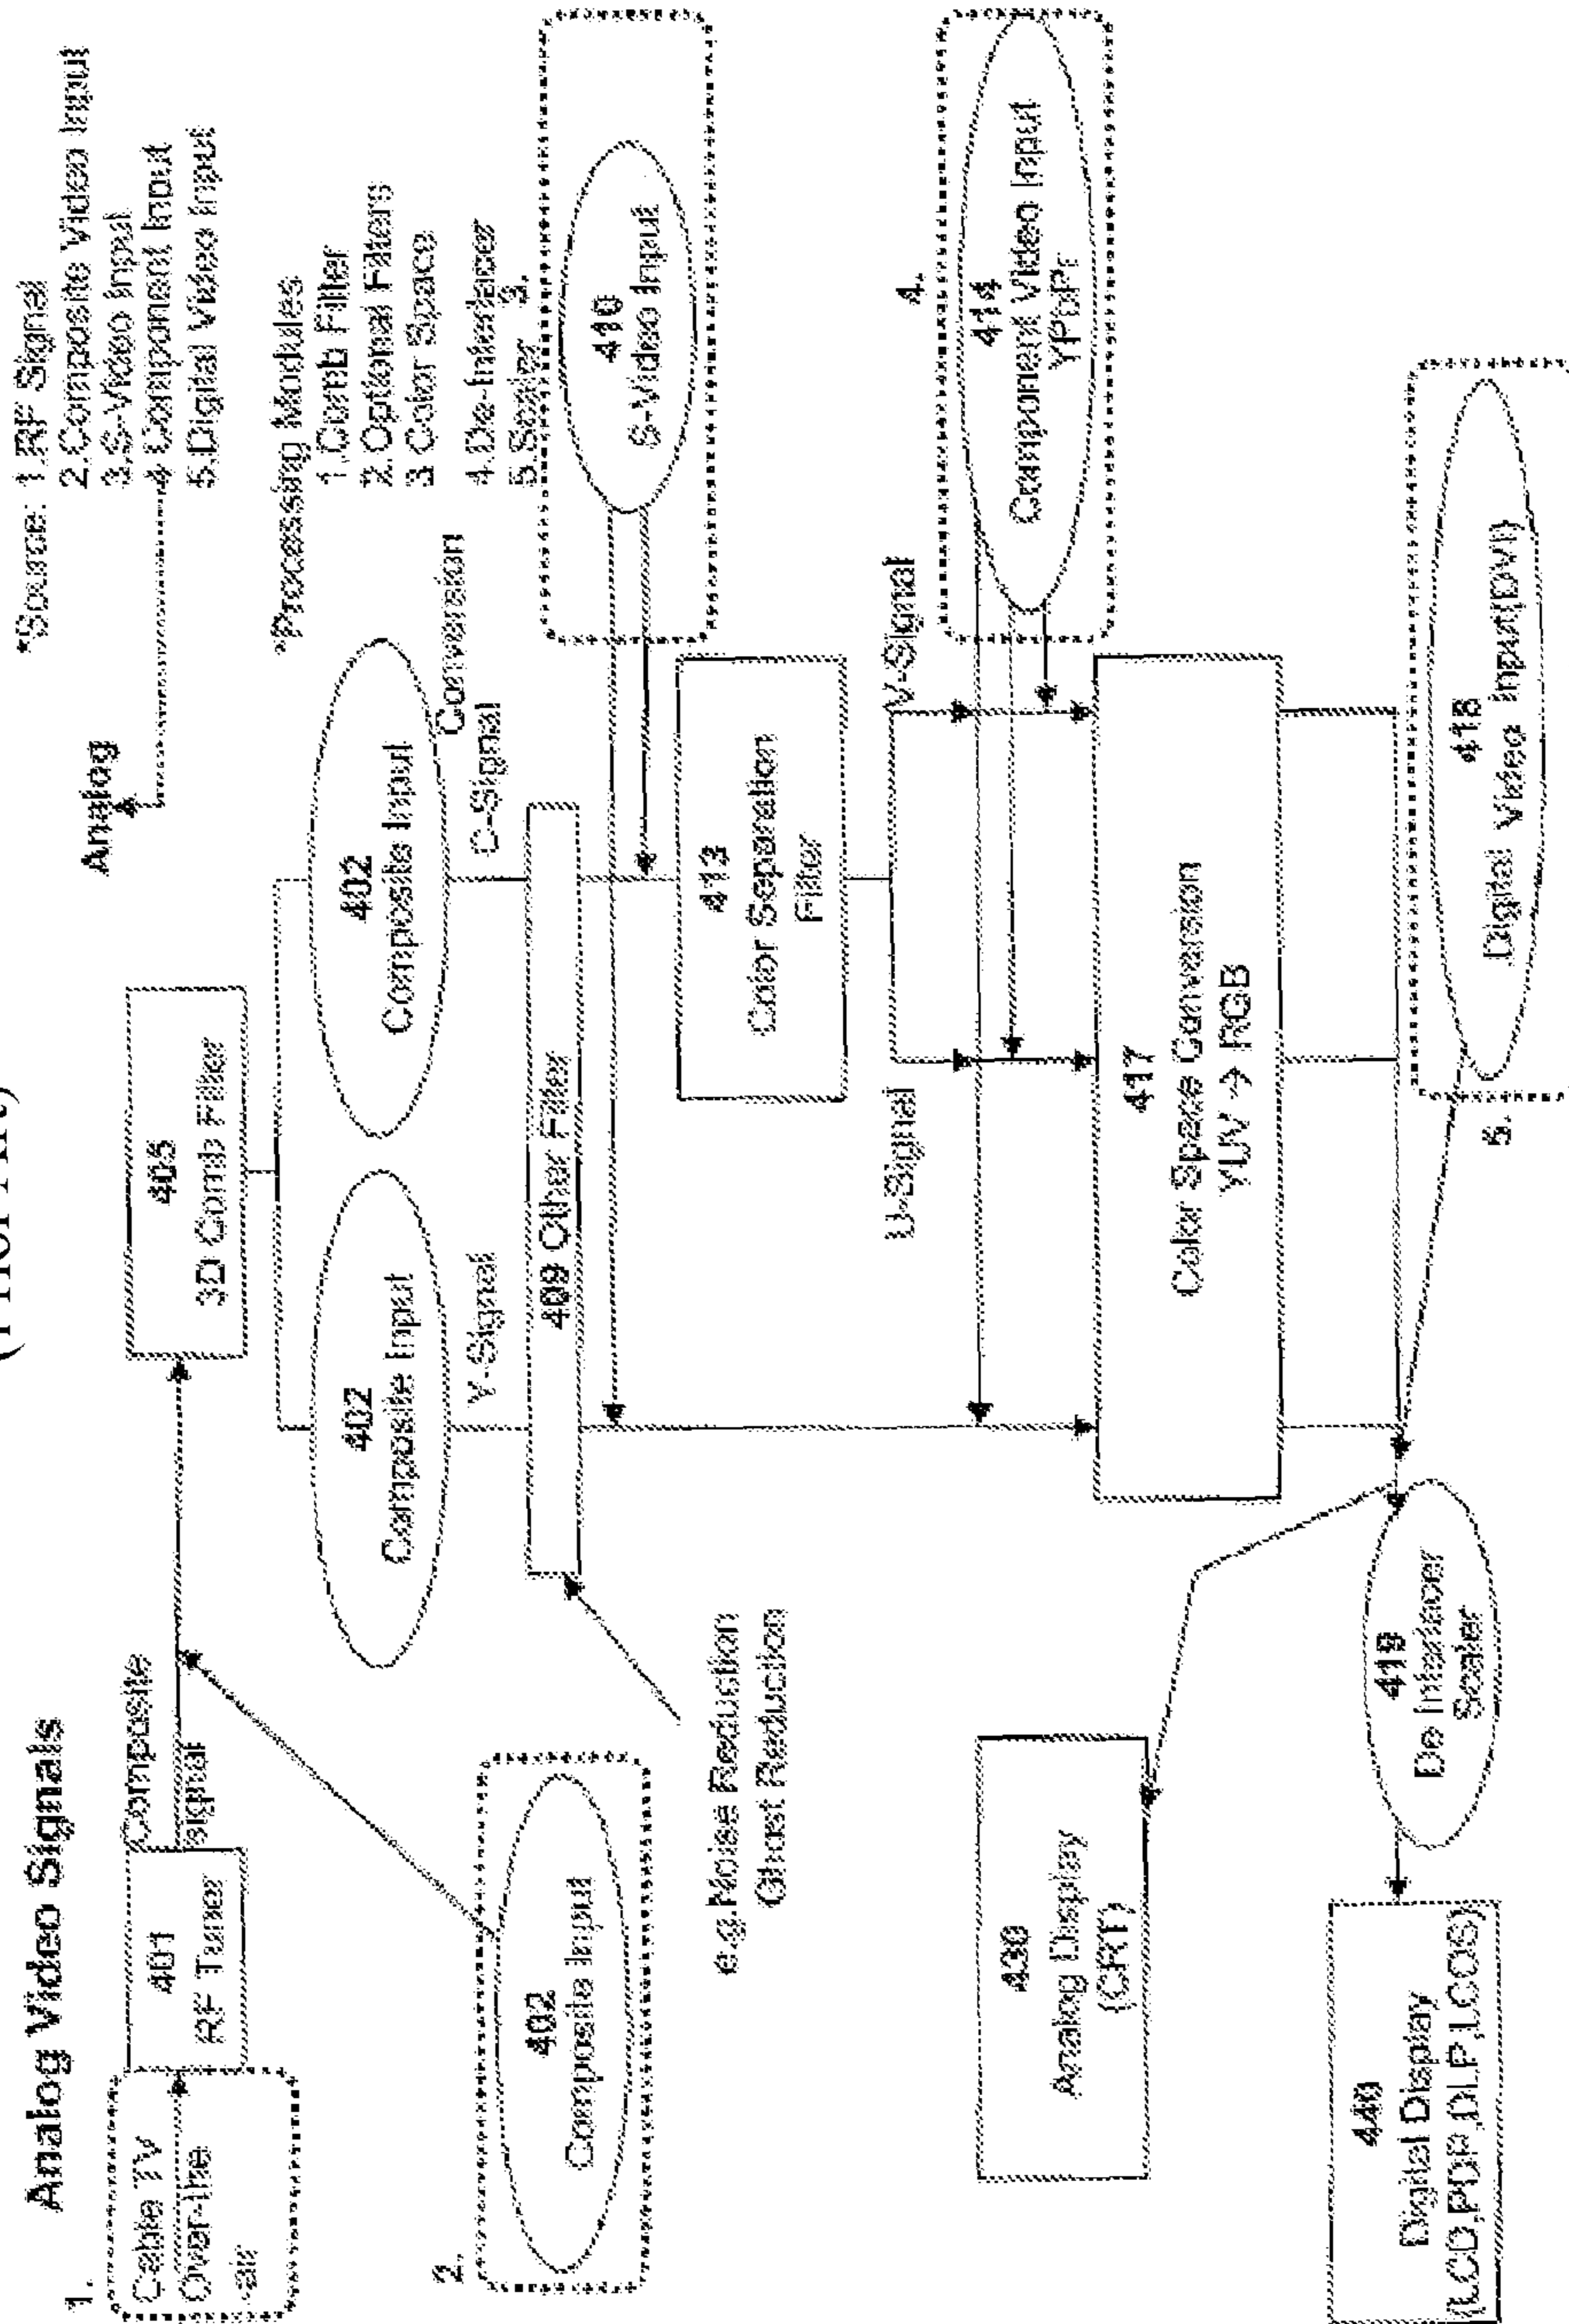 (Prior Art)
Analog Video Signals
1.
Cable TV
Over-the
-air
401
RF Tuner
Composite
signal
405
3D Comb Filter
Analog
*Source: 1.RF Signal
2.Composite Video Input
3.S-Video Input
4 Component Input
5.Digital Video Input
2.
402
Composite Input
402
Composite Input
402
Composite Input
*Processing Modules
1.Comb Filter
2.Optional Filters
3 Color Space
Conversion
4.De-Interlacer
5.Scaler
Y-Signal
C-Signal
409 Other Filter
e.g.Noise Reduction
Ghost Reduction
3.
410
S-Video Input
413
Color Separation
Filter
U-Signal
V-Signal
4.
414
Component Video Input
YPbPr
417
Color Space Conversion
YUV → RGB
430
Analog Display
(CRT)
419
De Interlacer
Scaler
440
Digital Display
(LCD,PDP,DLP,LCOS)
5.
418
Digital Video Input(DVI)